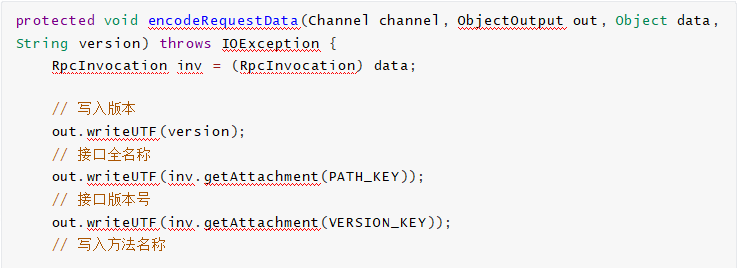 protected void encodeRequestData(Channel channel, ObjectOutput out, Object data,
String version) throws IOException {
    RpcInvocation inv = (RpcInvocation) data;

    // 写入版本
    out.writeUTF(version);
    // 接口全名称
    out.writeUTF(inv.getAttachment(PATH_KEY));
    // 接口版本号
    out.writeUTF(inv.getAttachment(VERSION_KEY));
    // 写入方法名称